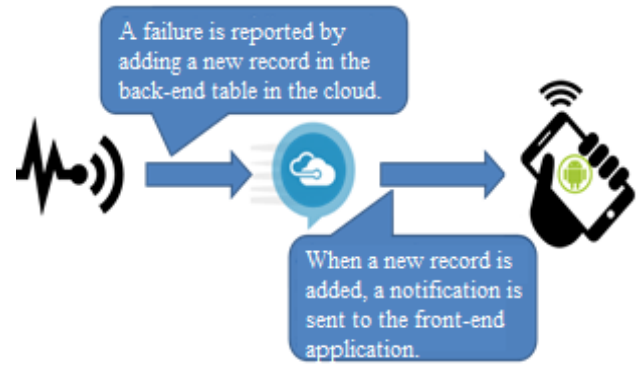 A failure is reported by
adding a new record in the
back-end table in the cloud.
When a new record is
added, a notification is
sent to the front-end
application.